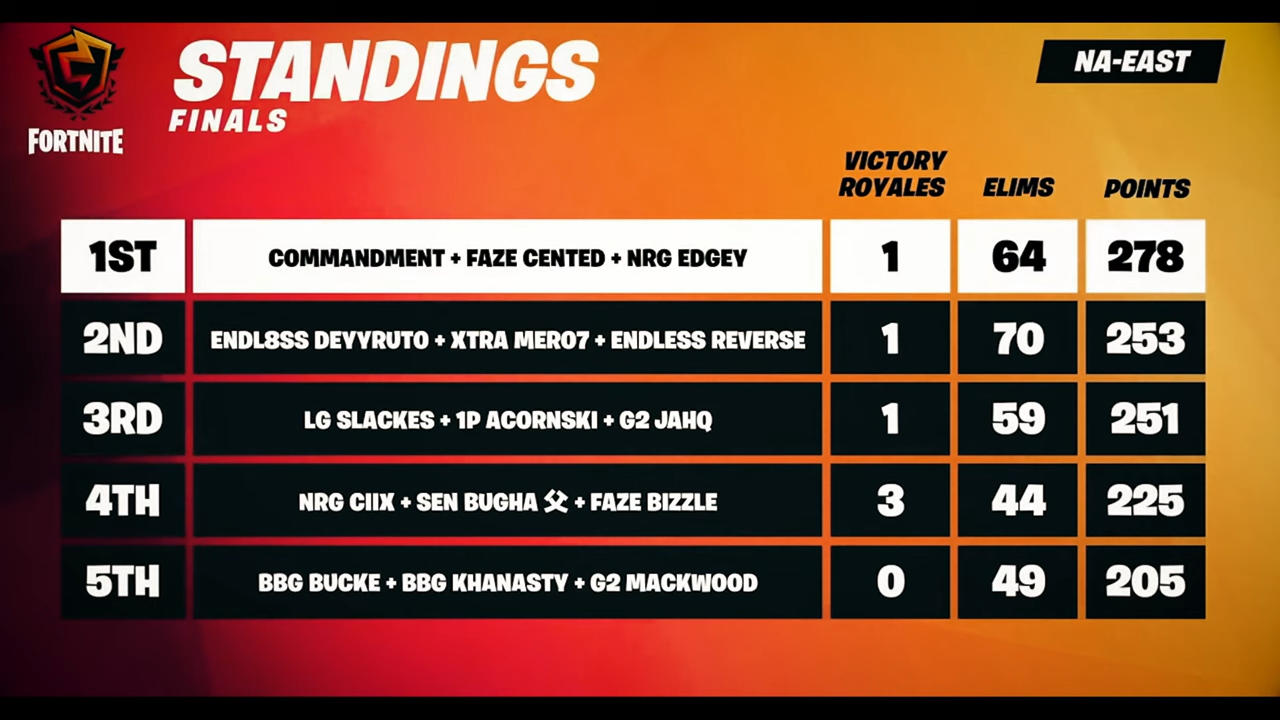 STANDINGS
FINALS
FORTNITE
NA-EAST
VICTORY ROYALES ELIMS POINTS
1ST COMMANDMENT + FAZE CENTED + NRG EDGEY 1 64 278
2ND ENDL8SS DEYYRUTO + XTRA MERO7 + ENDLESS REVERSE 1 70 253
3RD LG SLACKES + 1P ACORNSKI + G2 JAHQ 1 59 251
4TH NRG CIIX + SEN BUGHA 父 + FAZE BIZZLE 3 44 225
5TH BBG BUCKE + BBG KHANASTY + G2 MACKWOOD 0 49 205